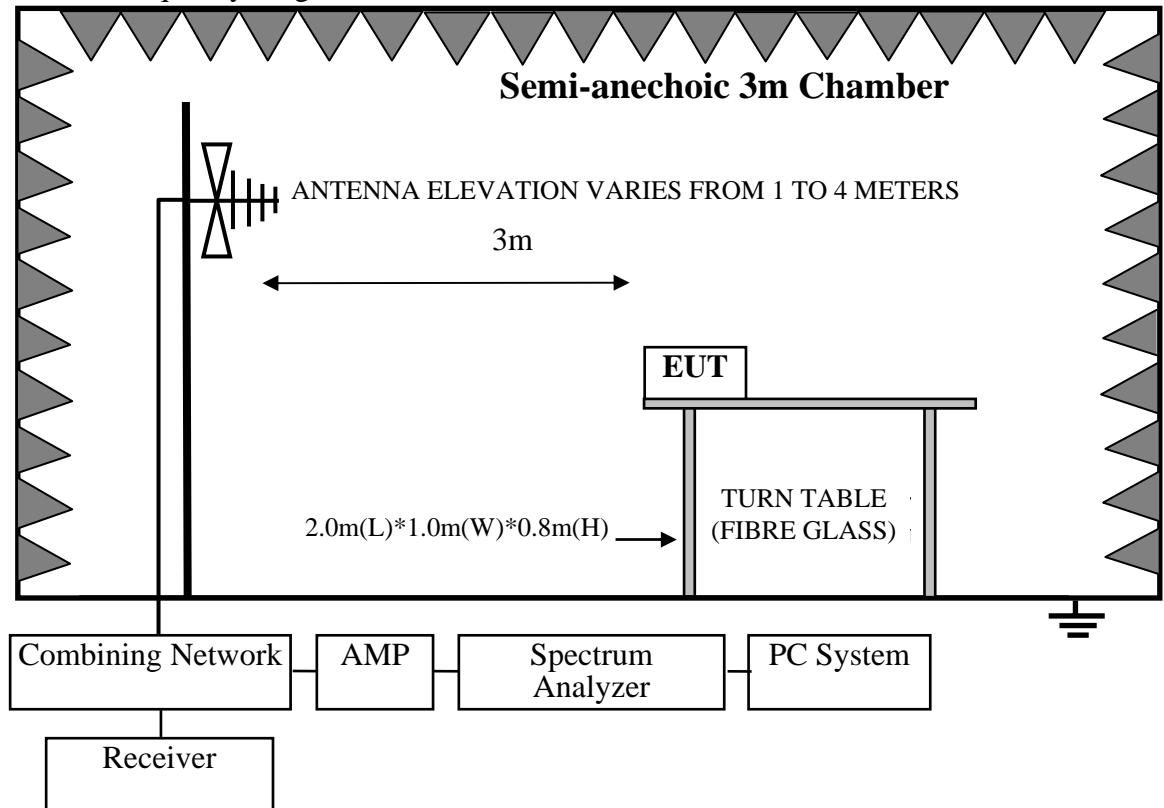 Semi-anechoic 3m Chamber
ANTENNA ELEVATION VARIES FROM 1 TO 4 METERS
3m
EUT
TURN TABLE
(FIBRE GLASS)
2.0m(L)*1.0m(W)*0.8m(H)
Combining Network
AMP
Spectrum
Analyzer
PC System
Receiver